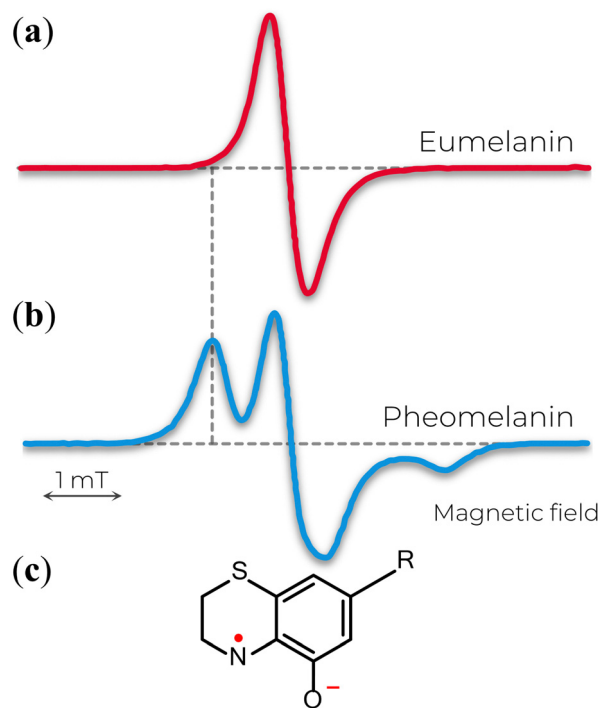 (a)
Eumelanin
(b)
Pheomelanin
1 mT
Magnetic field
(c)
S
R
N
O
−